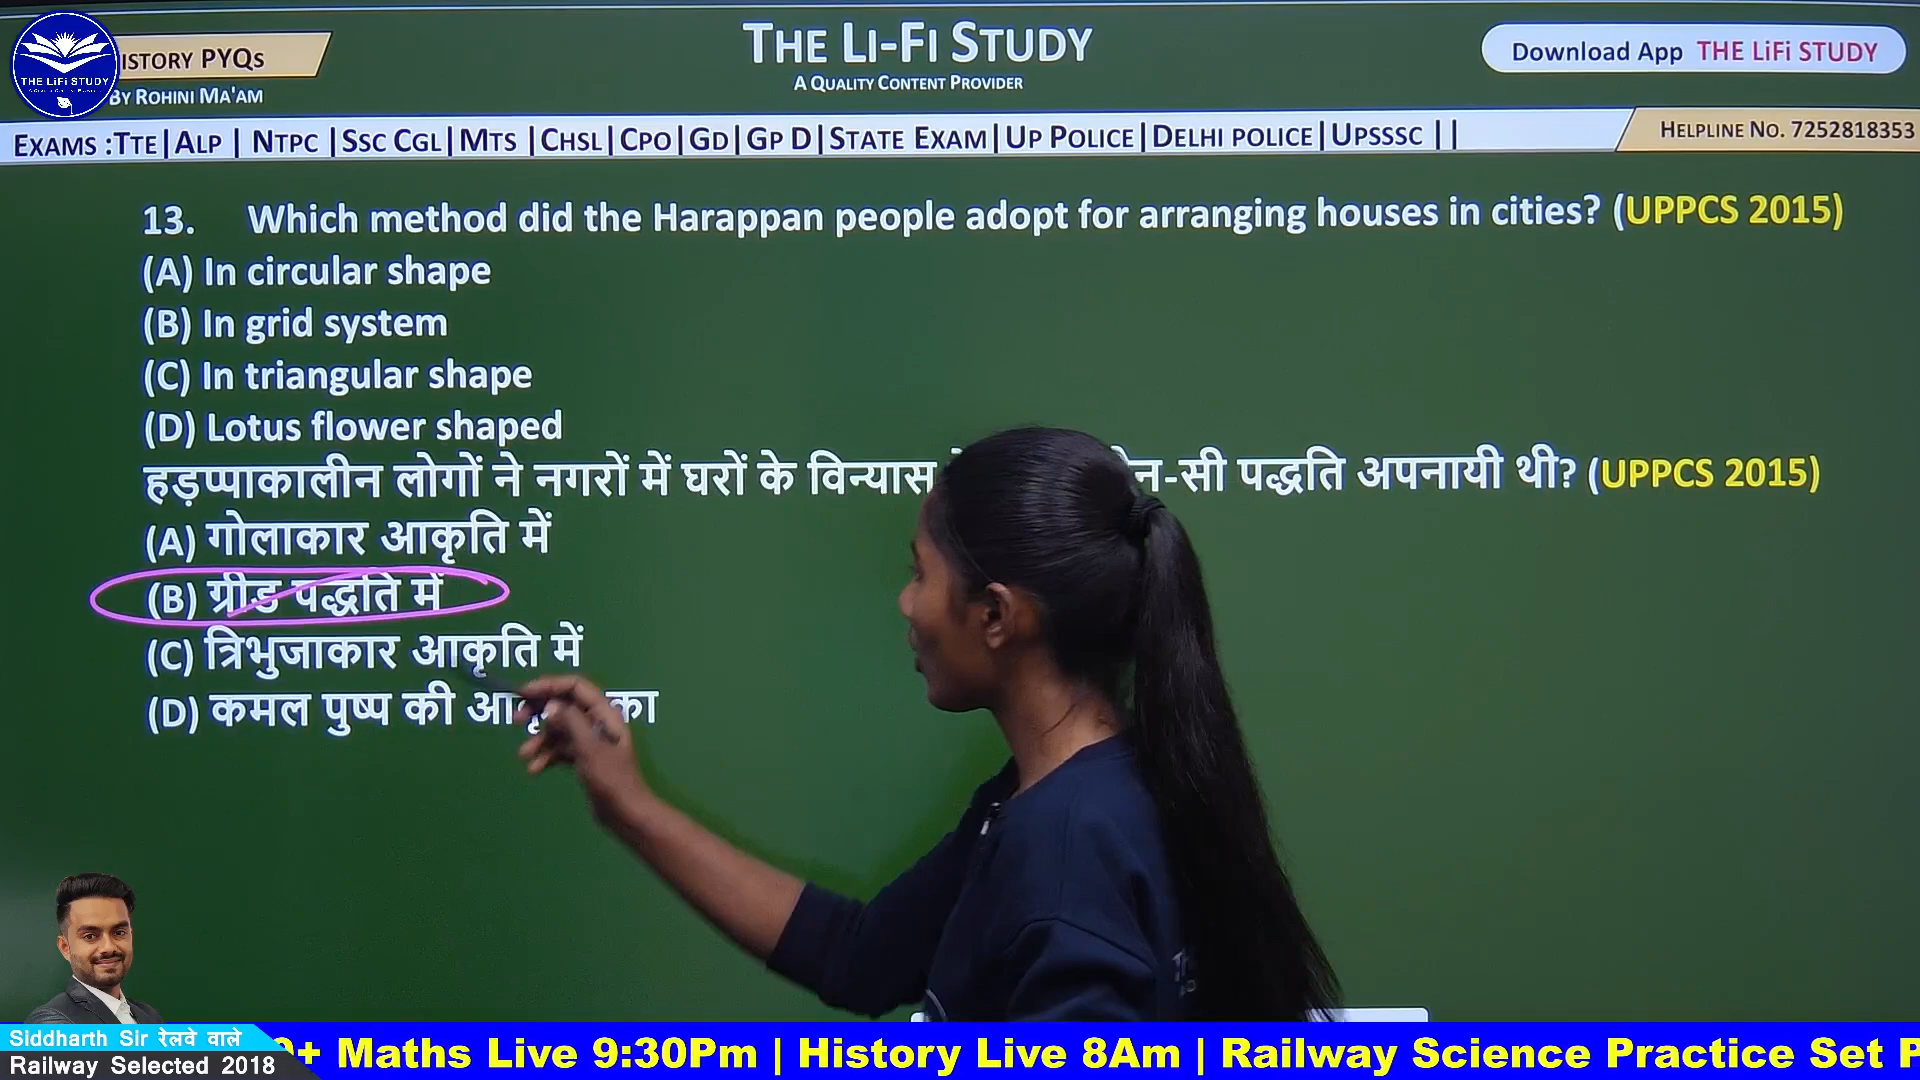 THE LI-FI STUDY
A QUALITY CONTENT PROVIDER
ISTORY PYQS
BY ROHINI MA'AM
THE LiFi STUDY
Download App THE LiFi STUDY
EXAMS :TTE|ALP | NTPC |SSC CGL|MTS |CHSL|CPO|GD|GP D|STATE EXAM|UP POLICE|DELHI POLICE|UPSSSC ||
HELPLINE NO. 7252818353
13. Which method did the Harappan people adopt for arranging houses in cities? (UPPCS 2015)
(A) In circular shape
(B) In grid system
(C) In triangular shape
(D) Lotus flower shaped
हड़प्पाकालीन लोगों ने नगरों में घरों के विन्यास न-सी पद्धति अपनायी थी? (UPPCS 2015)
(A) गोलाकार आकृति में
(B) ग्रीड पद्धति में
(C) त्रिभुजाकार आकृति में
(D) कमल पुष्प की का
Siddharth Sir रेलवे वाले
Railway Selected 2018
0+ Maths Live 9:30Pm | History Live 8Am | Railway Science Practice Set P